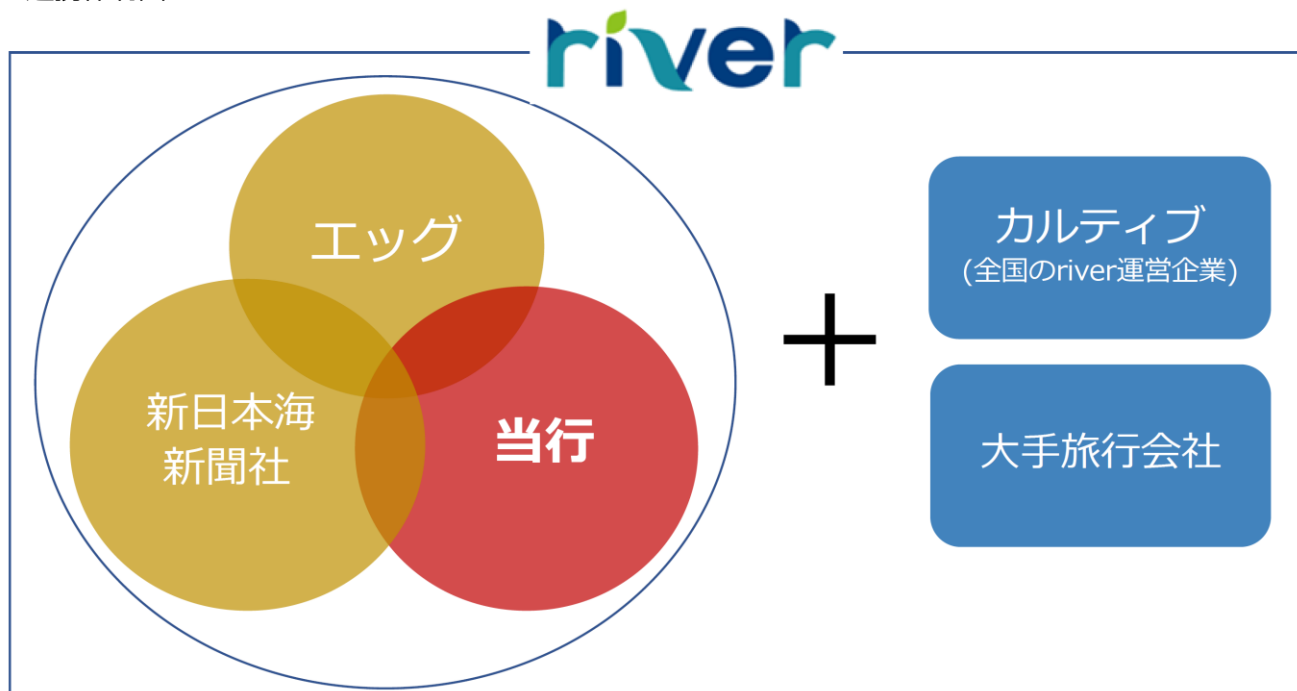 river
エッグ
新日本海
新聞社
当行
カルティブ
(全国のriver運営企業)
大手旅行会社